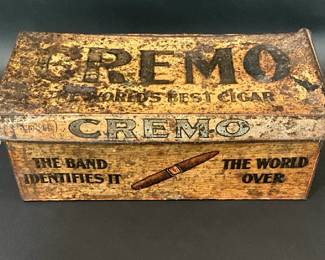 CREMO
WORLD'S BEST CIGAR
CREMO
THE BAND
IDENTIFIES IT
THE WORLD
OVER